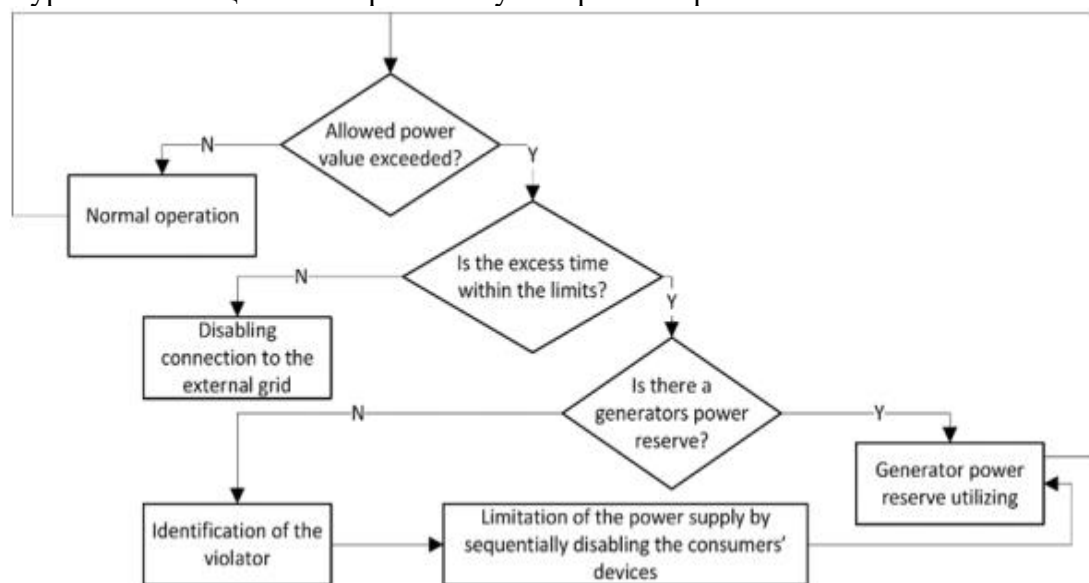 Allowed power
value exceeded?
N
Y
Normal operation
Is the excess time
within the limits?
N
Y
Disabling
connection to the
external grid
Is there a
generators power
reserve?
N
Y
Generator power
reserve utilizing
Identification of the
violator
Limitation of the power supply by
sequentially disabling the consumers’
devices